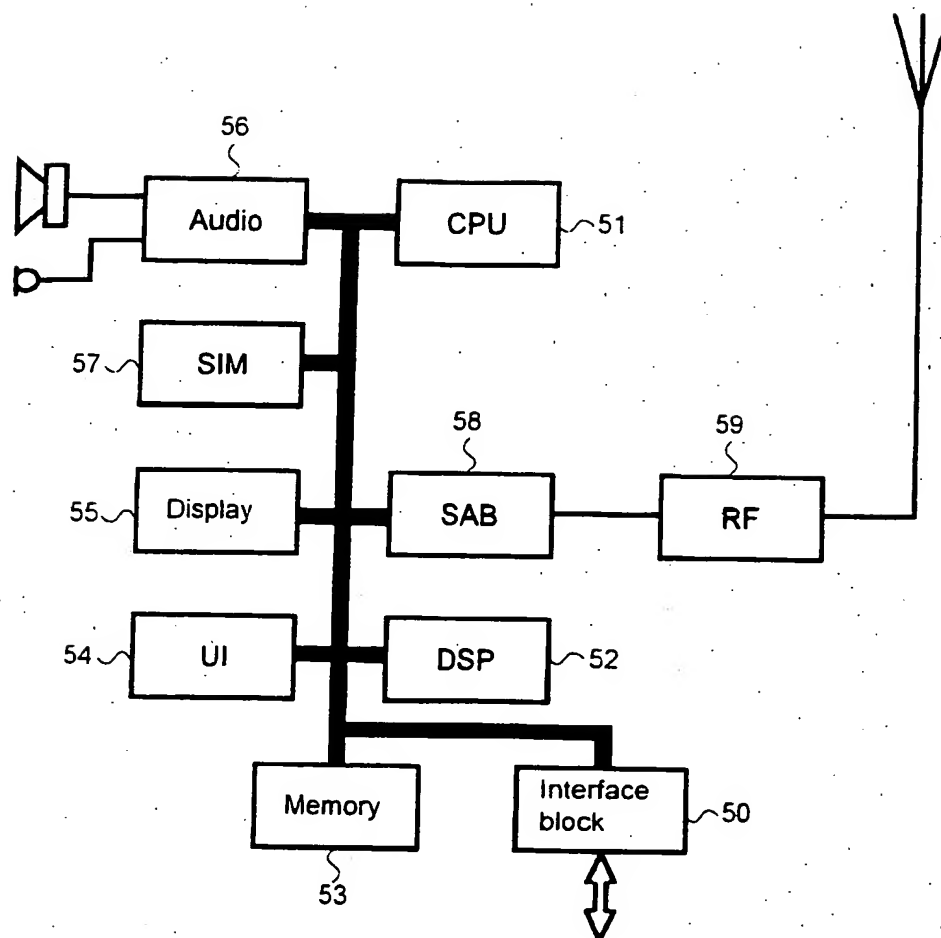 56
Audio
CPU
51
57
SIM
58
59
55
Display
SAB
RF
54
UI
DSP
52
Memory
Interface
block
50
53